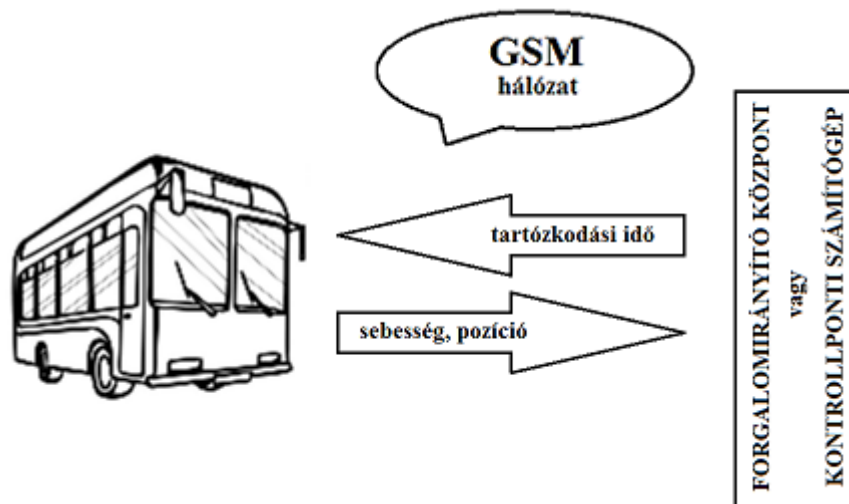 GSM
hálózat
tartózkodási idő
sebesség, pozíció
FORGALOMIRÁNYÍTÓ KÖZPONT
vagy
KONTROLLPONTI SZÁMÍTÓGÉP